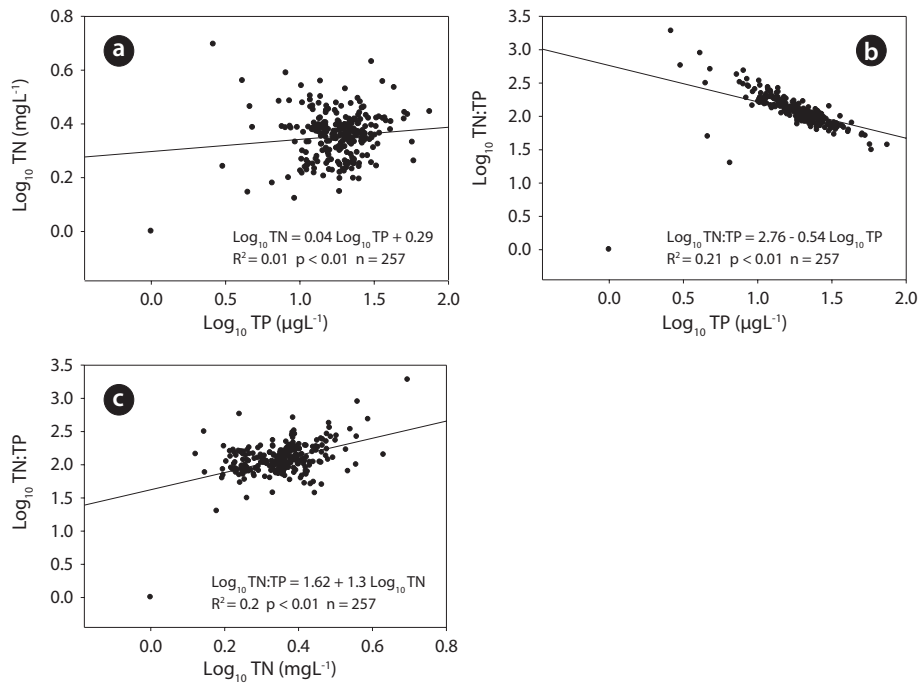 a
0.8
0.6
0.4
0.2
0.0
Log10 TN (mgL-1)
Log10 TN = 0.04 Log10 TP + 0.29
R2 = 0.01 p < 0.01 n = 257
0.0 0.5 1.0 1.5 2.0
Log10 TP (µgL-1)
b
3.5
3.0
2.5
2.0
1.5
1.0
0.5
0.0
Log10 TN:TP
Log10 TN:TP = 2.76 - 0.54 Log10 TP
R2 = 0.21 p < 0.01 n = 257
0.0 0.5 1.0 1.5 2.0
Log10 TP (µgL-1)
c
3.5
3.0
2.5
2.0
1.5
1.0
0.5
0.0
Log10 TN:TP
Log10 TN:TP = 1.62 + 1.3 Log10 TN
R2 = 0.2 p < 0.01 n = 257
0.0 0.2 0.4 0.6 0.8
Log10 TN (mgL-1)